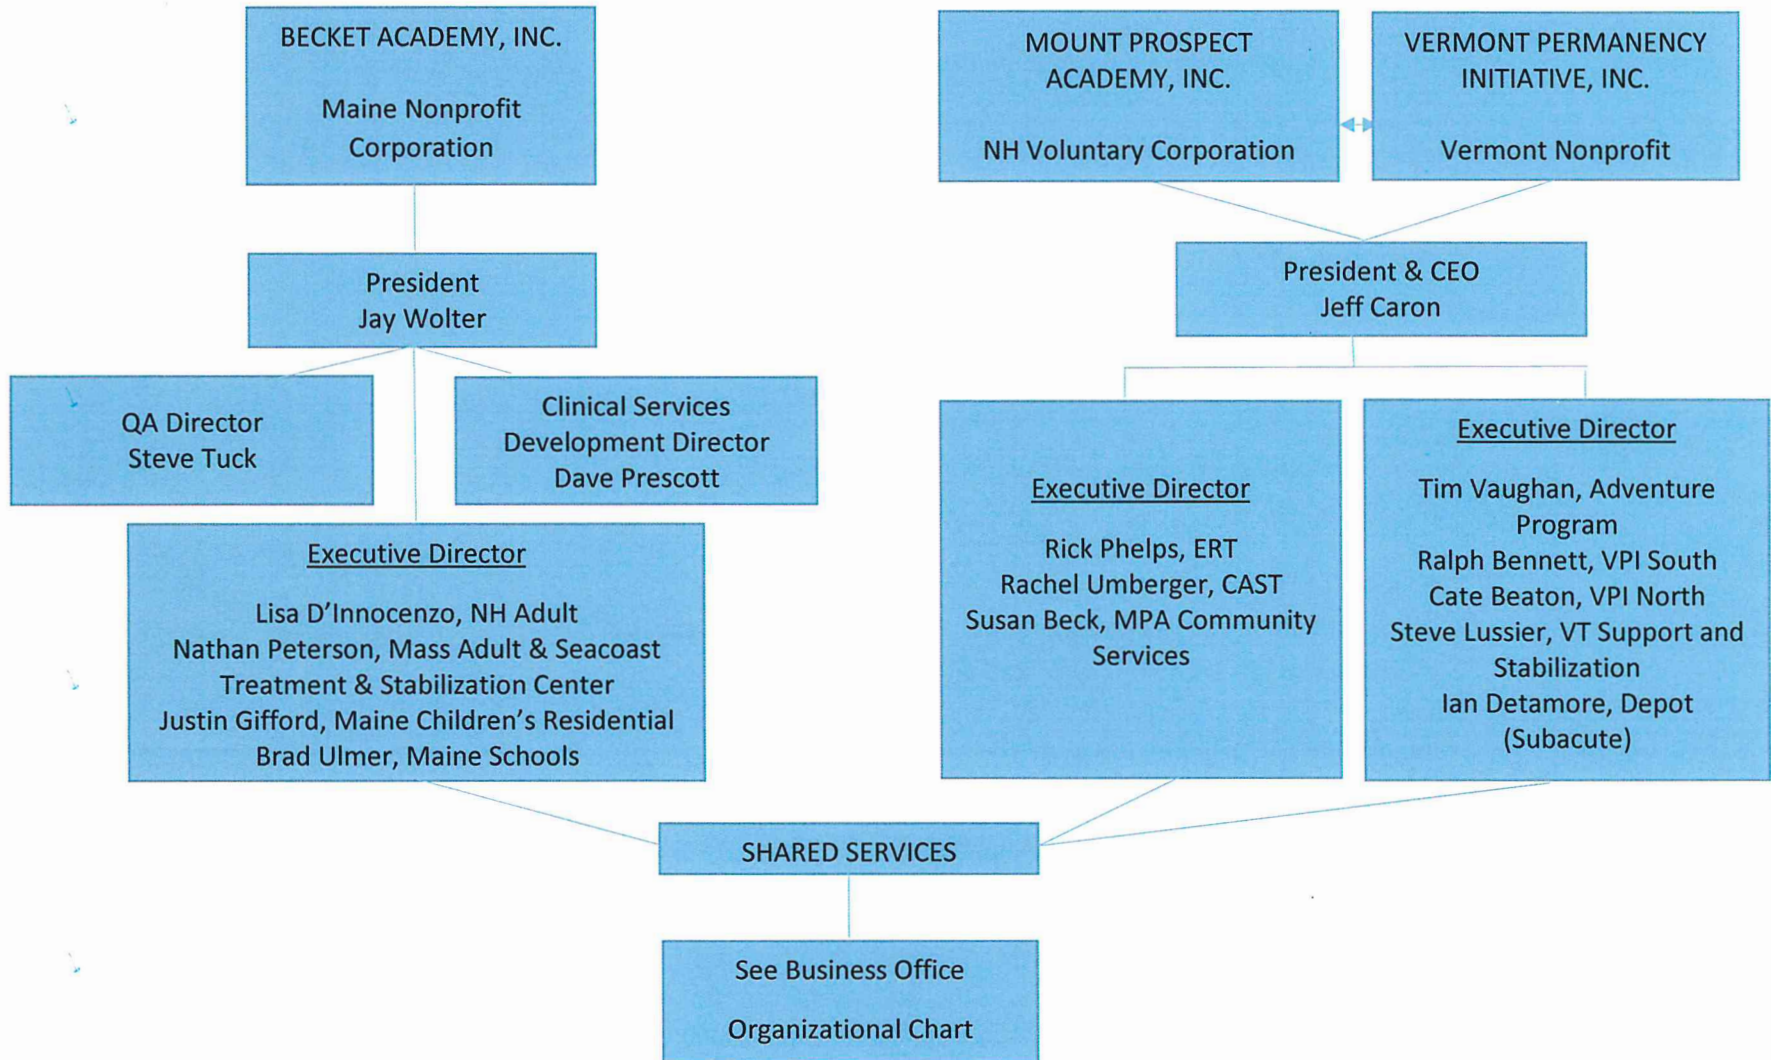 BECKET ACADEMY, INC.
Maine Nonprofit
Corporation
MOUNT PROSPECT
ACADEMY, INC.
NH Voluntary Corporation
VERMONT PERMANENCY
INITIATIVE, INC.
Vermont Nonprofit
President
Jay Wolter
President & CEO
Jeff Caron
QA Director
Steve Tuck
Clinical Services
Development Director
Dave Prescott
Executive Director
Lisa D’Innocenzo, NH Adult
Nathan Peterson, Mass Adult & Seacoast
Treatment & Stabilization Center
Justin Gifford, Maine Children’s Residential
Brad Ulmer, Maine Schools
Executive Director
Rick Phelps, ERT
Rachel Umberger, CAST
Susan Beck, MPA Community
Services
Executive Director
Tim Vaughan, Adventure
Program
Ralph Bennett, VPI South
Cate Beaton, VPI North
Steve Lussier, VT Support and
Stabilization
Ian Detamore, Depot
(Subacute)
SHARED SERVICES
See Business Office
Organizational Chart